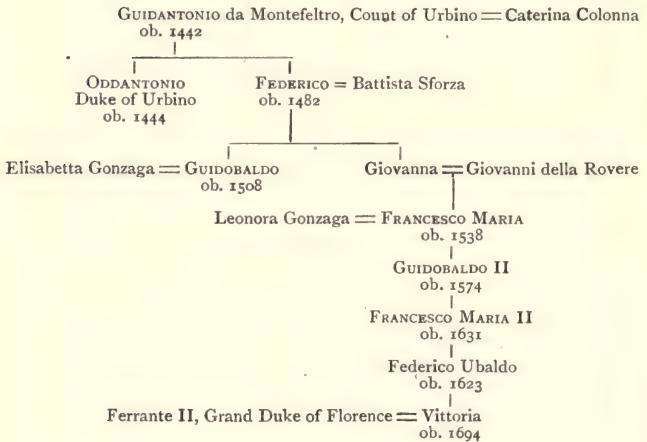 GUIDANTONIO da Montefeltro, Count of Urbino = Caterina Colonna
ob. 1442
ODDANTONIO
Duke of Urbino
ob. 1444
FEDERICO = Battista Sforza
ob. 1482
Elisabetta Gonzaga = GUIDOBALDO
ob. 1508
Giovanna = Giovanni della Rovere
Leonora Gonzaga = FRANCESCO MARIA
ob. 1538
GUIDOBALDO II
ob. 1574
FRANCESCO MARIA II
ob. 1631
Federico Ubaldo
ob. 1623
Ferrante II, Grand Duke of Florence = Vittoria
ob. 1694